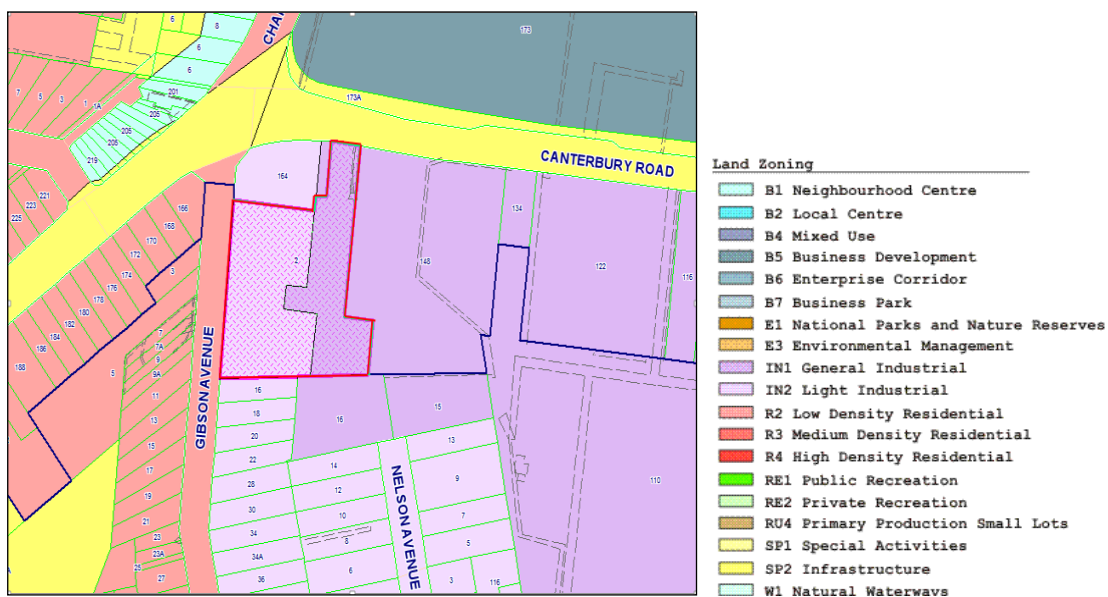 8
6
6
6
CHA
173
201
7
5
3
1
1A
205
205
205
219
173A
CANTERBURY ROAD
221
223
225
164
166
223
168
134
170
172
3
174
176
178
180
182
184
186
188
2
148
122
116
7
7A
9
9A
5
11
13
15
17
19
21
23
23A
25
27
GIBSON AVENUE
16
18
20
22
28
30
34
34A
36
16
15
14
12
10
8
6
NELSON AVENUE
13
9
7
5
3
116
110
Land Zoning
B1 Neighbourhood Centre
B2 Local Centre
B4 Mixed Use
B5 Business Development
B6 Enterprise Corridor
B7 Business Park
E1 National Parks and Nature Reserves
E3 Environmental Management
IN1 General Industrial
IN2 Light Industrial
R2 Low Density Residential
R3 Medium Density Residential
R4 High Density Residential
RE1 Public Recreation
RE2 Private Recreation
RU4 Primary Production Small Lots
SP1 Special Activities
SP2 Infrastructure
W1 Natural Waterways